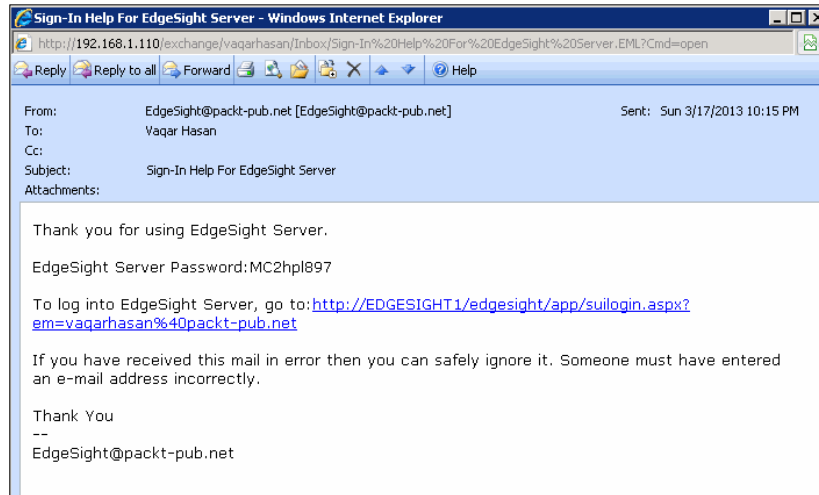 Sign-In Help For EdgeSight Server - Windows Internet Explorer
http://192.168.1.110/exchange/vaqarhasan/Inbox/Sign-In%20Help%20For%20EdgeSight%20Server.EML?Cmd=open
Reply Reply to all Forward Help
From: EdgeSight@packt-pub.net [EdgeSight@packt-pub.net] Sent: Sun 3/17/2013 10:15 PM
To: Vaqar Hasan
Cc:
Subject: Sign-In Help For EdgeSight Server
Attachments:
Thank you for using EdgeSight Server.
EdgeSight Server Password:MC2hpl897
To log into EdgeSight Server, go to:http://EDGESIGHT1/edgesight/app/suilogin.aspx?
em=vaqarhasan%40packt-pub.net
If you have received this mail in error then you can safely ignore it. Someone must have entered
an e-mail address incorrectly.
Thank You
--
EdgeSight@packt-pub.net